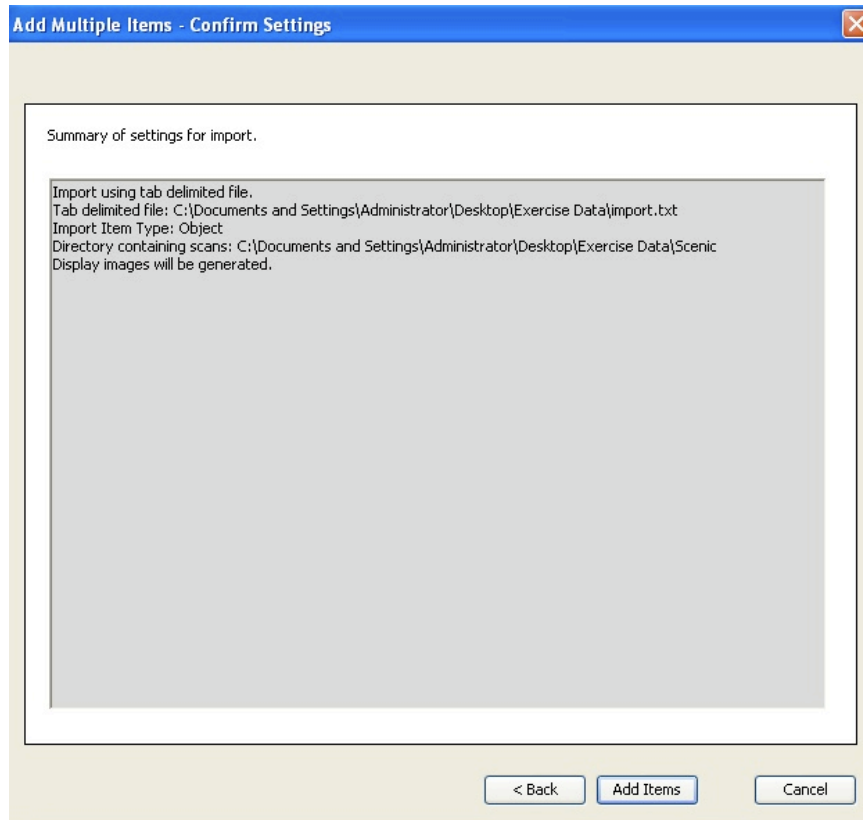 Add Multiple Items - Confirm Settings
Summary of settings for import.
Import using tab delimited file.
Tab delimited file: C:\Documents and Settings\Administrator\Desktop\Exercise Data\import.txt
Import Item Type: Object
Directory containing scans: C:\Documents and Settings\Administrator\Desktop\Exercise Data\Scenic
Display images will be generated.
< Back Add Items Cancel